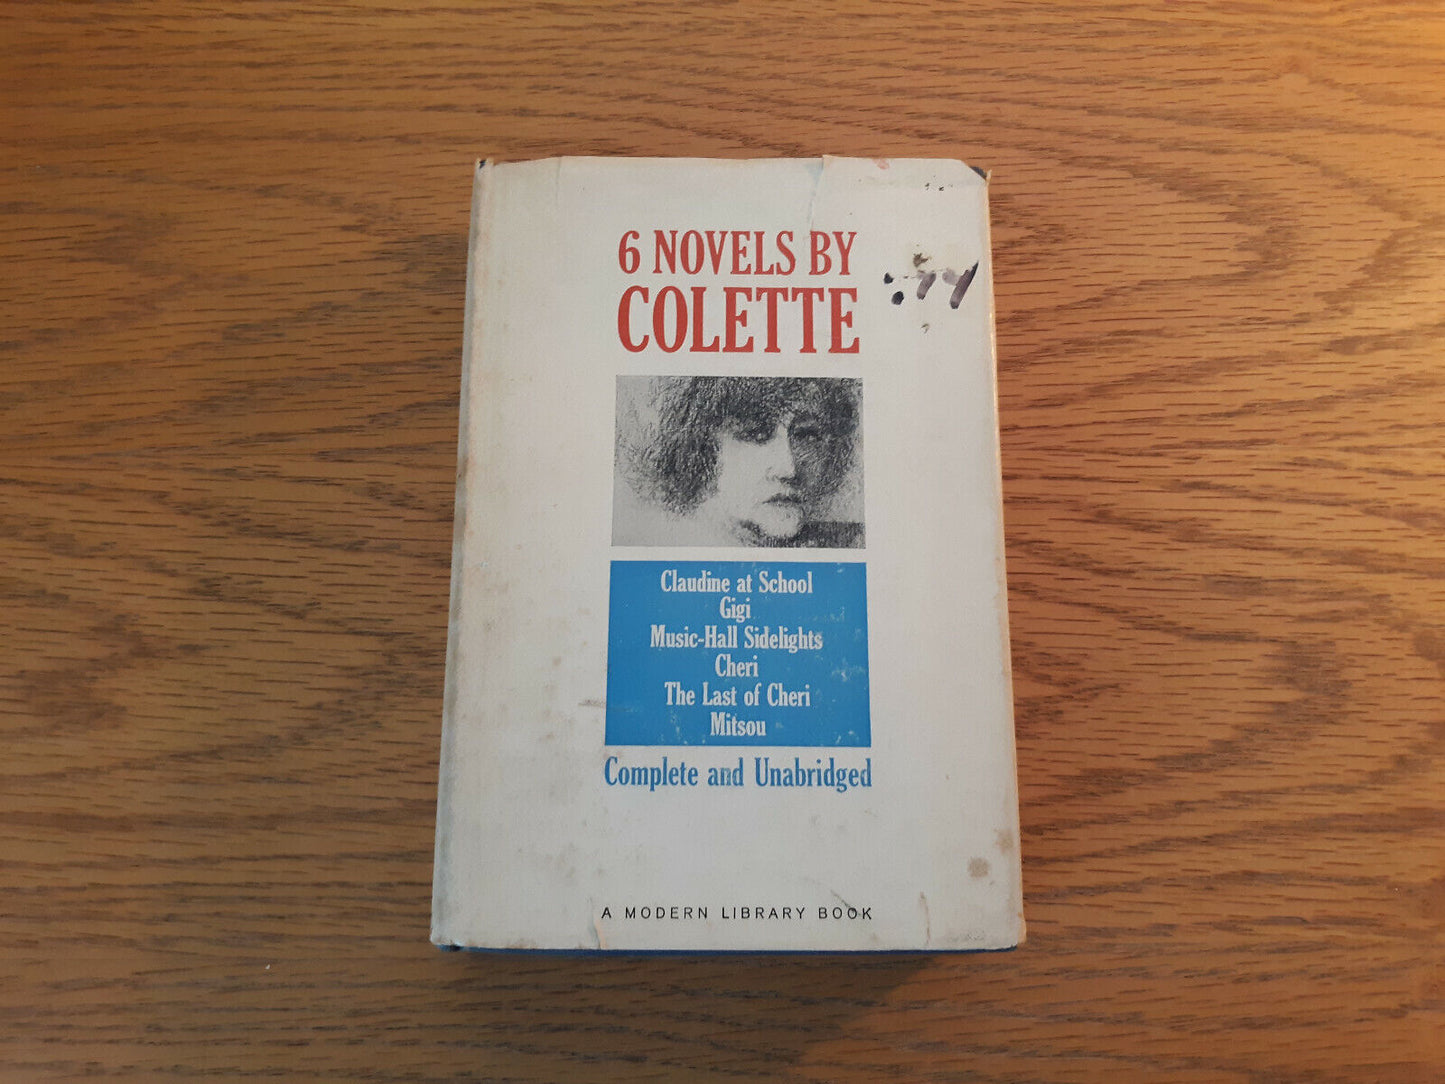 6 NOVELS BY
COLETTE
Claudine at School
Gigi
Music-Hall Sidelights
Cheri
The Last of Cheri
Mitsou
Complete and Unabridged
A MODERN LIBRARY BOOK